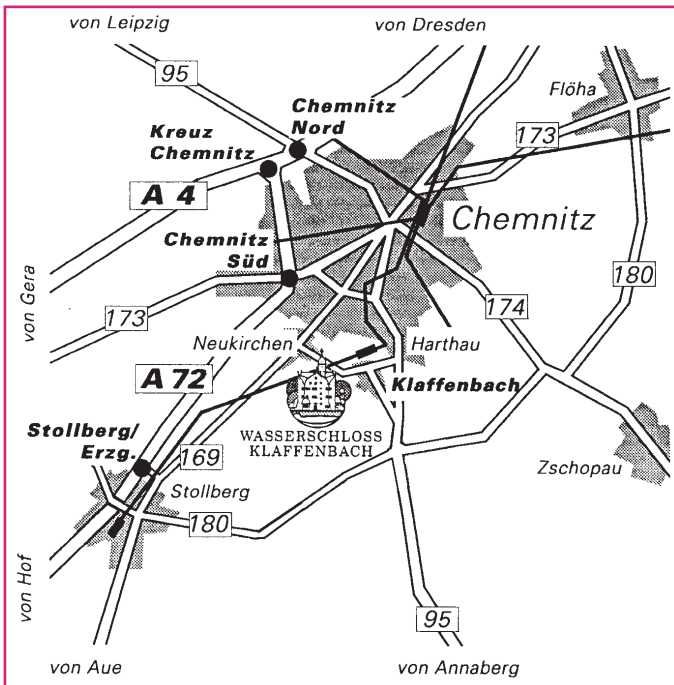 von Leipzig
von Dresden
95
Flöha
Chemnitz
Nord
Kreuz
Chemnitz
173
A 4
Chemnitz
Chemnitz
Süd
180
von Gera
174
173
Neukirchen
Harthau
A 72
Klaffenbach
Stollberg/
Erzg.
WASSERSCHLOSS
KLAFFENBACH
169
Zschopau
Stollberg
180
von Hof
95
von Aue
von Annaberg